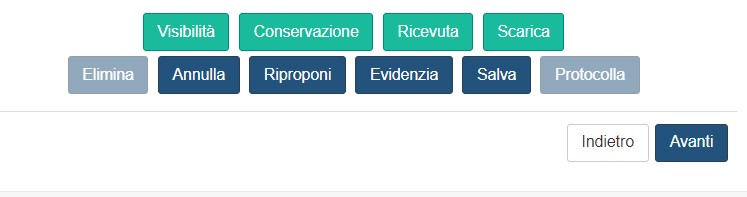 Visibilità Conservazione Ricevuta Scarica
Elimina Annulla Riproponi Evidenzia Salva Protocolla
Indietro Avanti